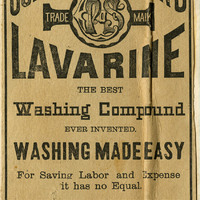 TRADE MARK
LAVARINE
THE BEST
Washing Compound
EVER INVENTED.
WASHING MADE EASY
For Saving Labor and Expense
it has no Equal.